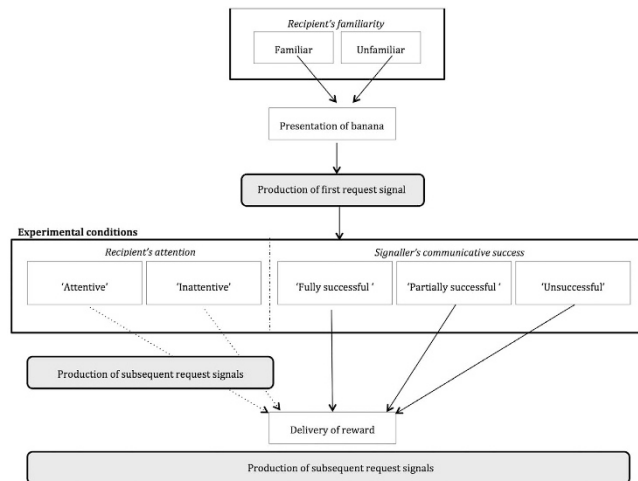 Recipient's familiarity
Familiar
Unfamiliar
Presentation of banana
Production of first request signal
Experimental conditions
Recipient's attention
Signaller's communicative success
'Attentive'
'Inattentive'
'Fully successful '
'Partially successful '
'Unsuccessful'
Production of subsequent request signals
Delivery of reward
Production of subsequent request signals